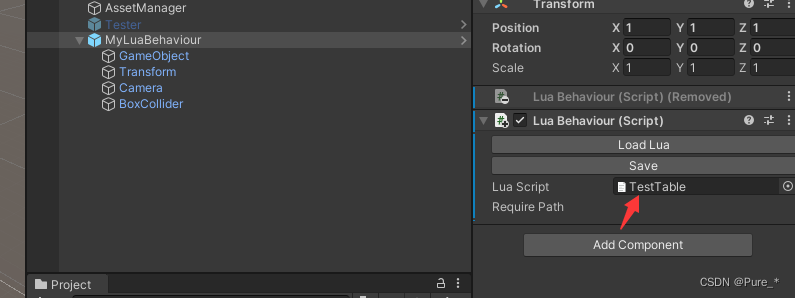 AssetManager
Tester
MyLuaBehaviour
GameObject
Transform
Camera
BoxCollider
Project
Transform
Position X 1 Y 1 Z 1
Rotation X 0 Y 0 Z 0
Scale X 1 Y 1 Z 1
Lua Behaviour (Script) (Removed)
Lua Behaviour (Script)
Load Lua
Save
Lua Script TestTable
Require Path
Add Component
CSDN @Pure_*